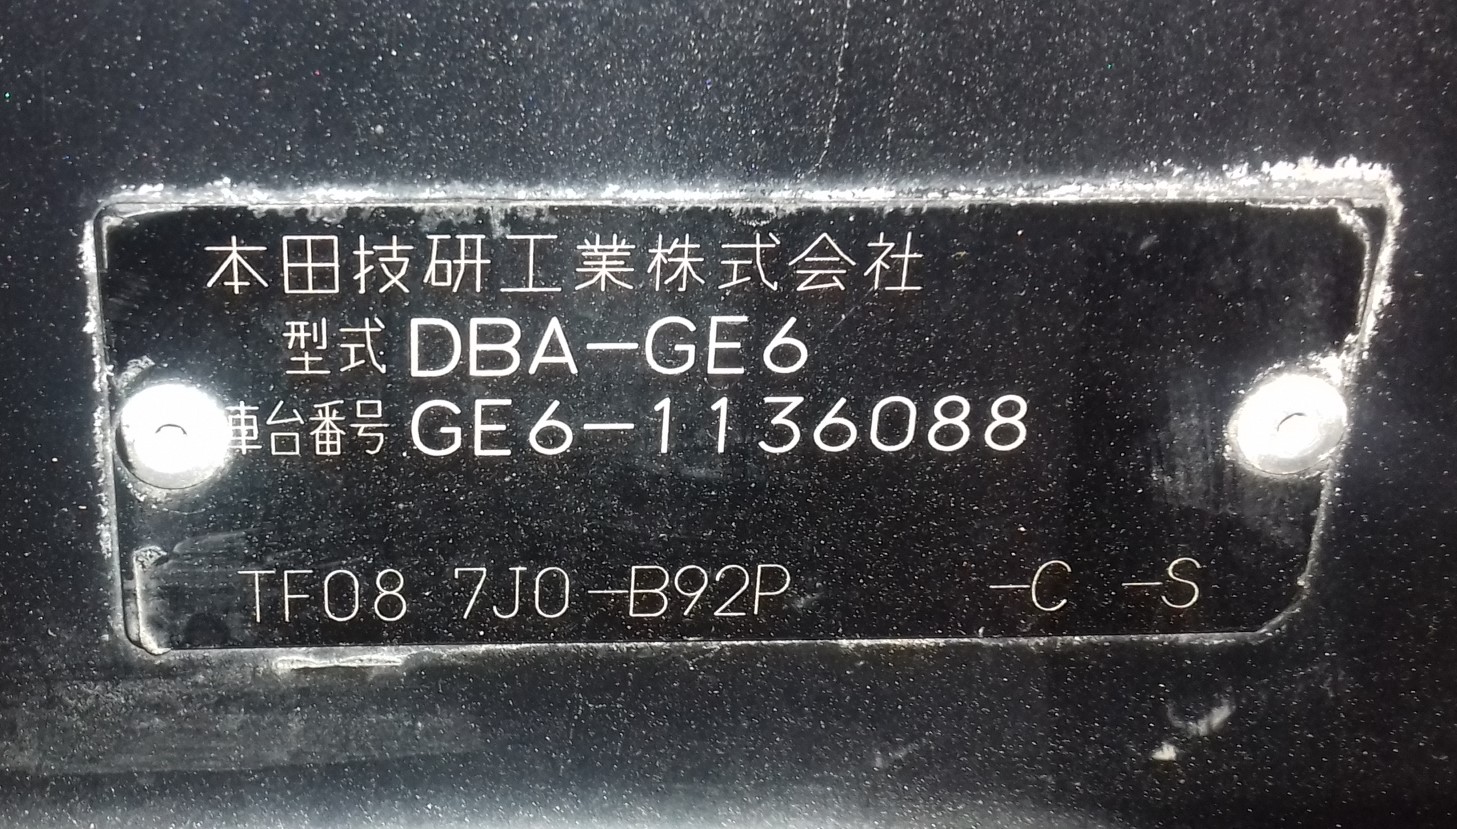 本田技研工業株式会社
型式 DBA-GE6
車台番号 GE6-1136088
TF08 7J0-B92P -C -S